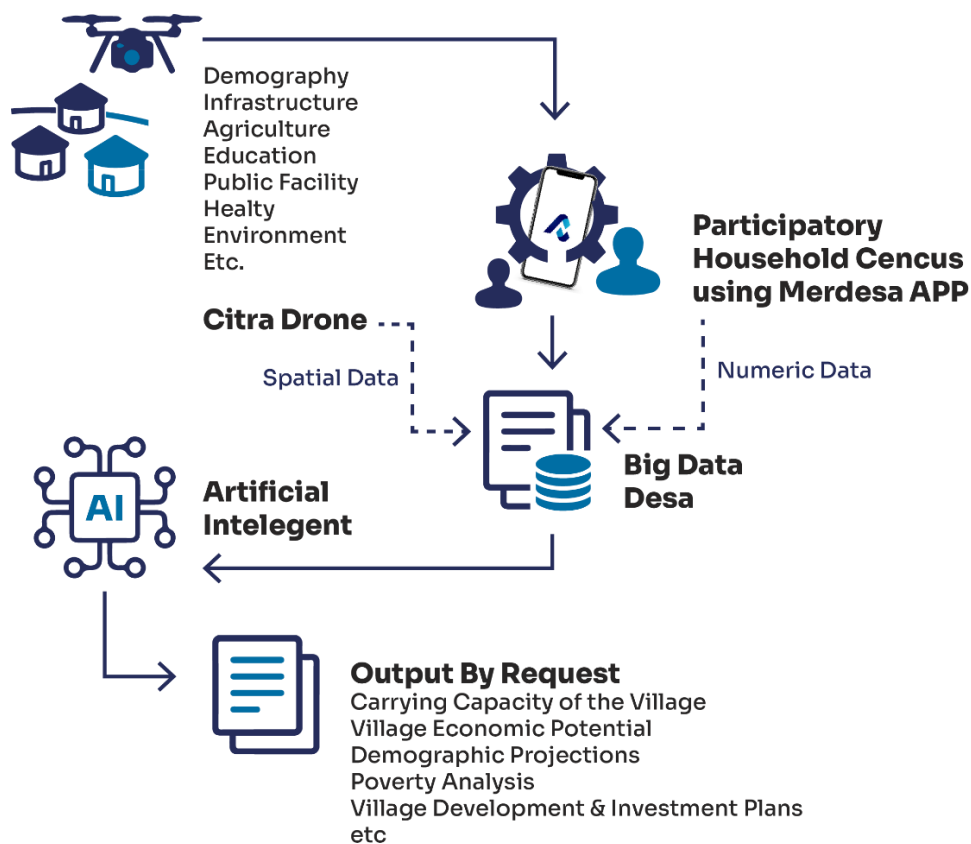 Demography
Infrastructure
Agriculture
Education
Public Facility
Healty
Environment
Etc.
Participatory
Household Cencus
using Merdesa APP
Citra Drone
Spatial Data
Numeric Data
Big Data
Desa
AI
Artificial
Intelegent
Output By Request
Carrying Capacity of the Village
Village Economic Potential
Demographic Projections
Poverty Analysis
Village Development & Investment Plans
etc